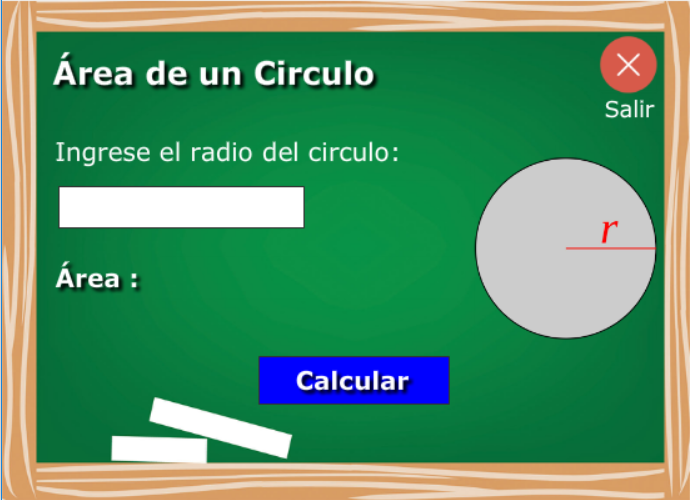 Área de un Circulo
Salir
Ingrese el radio del circulo:
r
Área :
Calcular